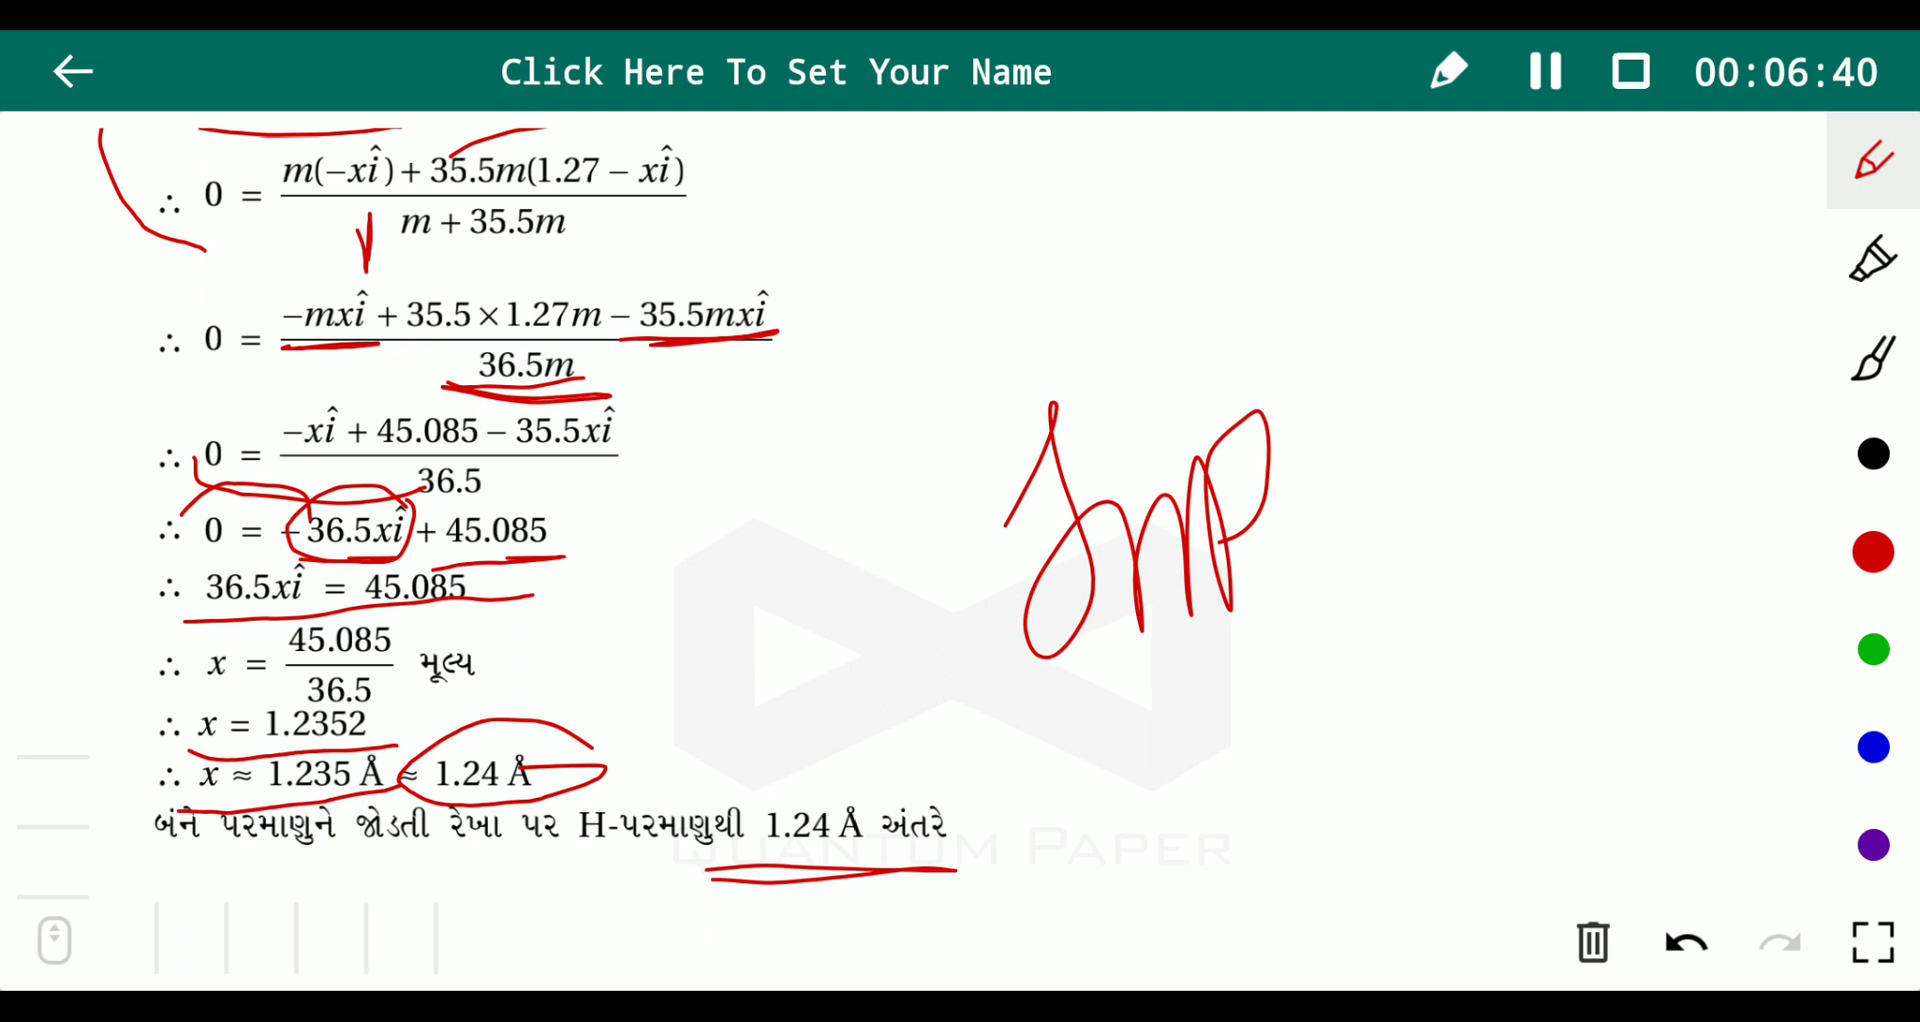 Click Here To Set Your Name 00:06:40
∴ 0 = m(−xî) + 35.5m(1.27 − xî) / m + 35.5m
∴ 0 = −mxî + 35.5 × 1.27m − 35.5mxî / 36.5m
∴ 0 = −xî + 45.085 − 35.5xî / 36.5
∴ 0 = −36.5xî + 45.085
∴ 36.5xî = 45.085
∴ x = 45.085 / 36.5 મૂલ્ય
∴ x = 1.2352
∴ x ≈ 1.235 Å ≈ 1.24 Å
બંને પરમાણુને જોડતી રેખા પર H-પરમાણુથી 1.24 Å અંતરે
QUANTUM PAPER
Imp